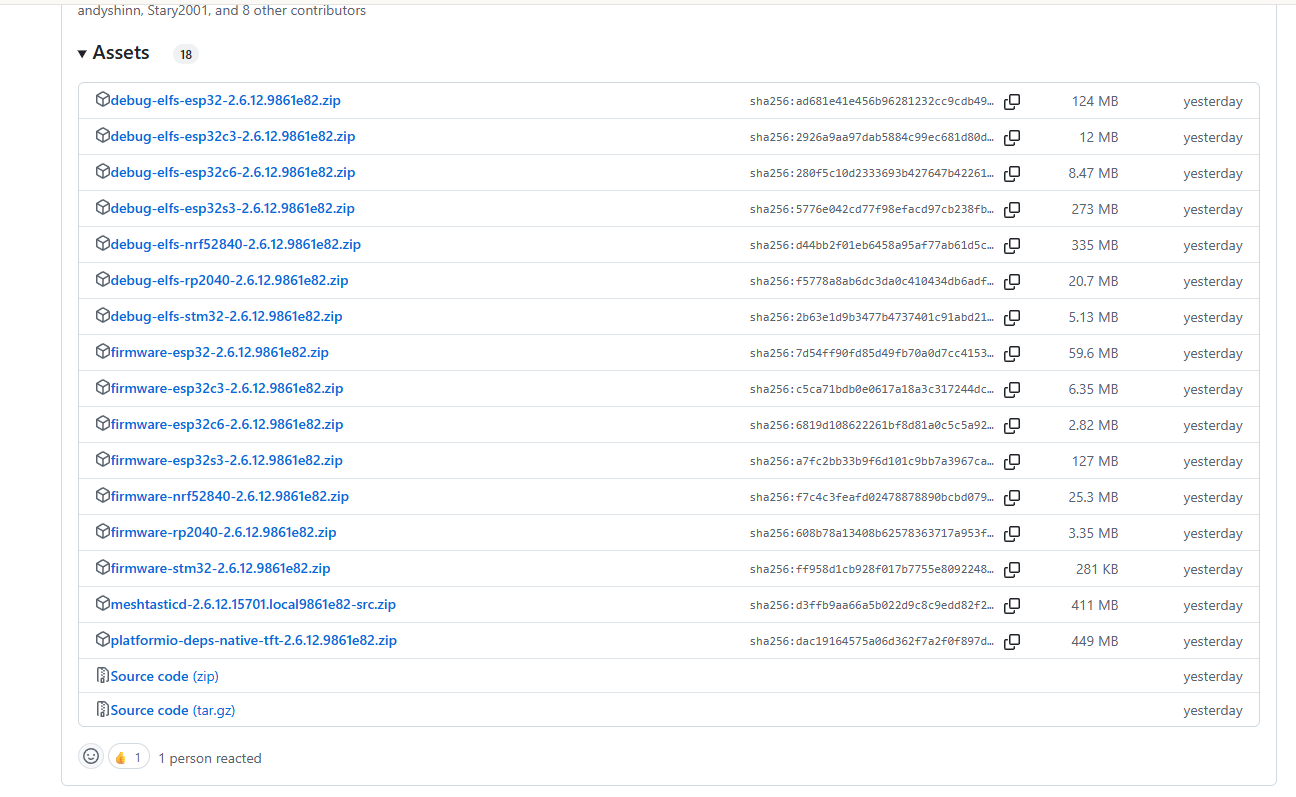 andyshinn, Stary2001, and 8 other contributors
Assets 18
debug-elfs-esp32-2.6.12.9861e82.zip sha256:ad681e41e456b96281232cc9cdb49… 124 MB yesterday
debug-elfs-esp32c3-2.6.12.9861e82.zip sha256:2926a9aa97dab5884c99ec681d80d… 12 MB yesterday
debug-elfs-esp32c6-2.6.12.9861e82.zip sha256:280f5c10d2333693b427647b42261… 8.47 MB yesterday
debug-elfs-esp32s3-2.6.12.9861e82.zip sha256:5776e042cd77f98efacd97cb238fb… 273 MB yesterday
debug-elfs-nrf52840-2.6.12.9861e82.zip sha256:d44bb2f01eb6458a95af77ab61d5c… 335 MB yesterday
debug-elfs-rp2040-2.6.12.9861e82.zip sha256:f5778a8ab6dc3da0c410434db6adf… 20.7 MB yesterday
debug-elfs-stm32-2.6.12.9861e82.zip sha256:2b63e1d9b3477b4737401c91abd21… 5.13 MB yesterday
firmware-esp32-2.6.12.9861e82.zip sha256:7d54ff90fd85d49fb70a0d7cc4153… 59.6 MB yesterday
firmware-esp32c3-2.6.12.9861e82.zip sha256:c5ca71bdb0e0617a18a3c317244dc… 6.35 MB yesterday
firmware-esp32c6-2.6.12.9861e82.zip sha256:6819d108622261bf8d81a0c5c5a92… 2.82 MB yesterday
firmware-esp32s3-2.6.12.9861e82.zip sha256:a7fc2bb33b9f6d101c9bb7a3967ca… 127 MB yesterday
firmware-nrf52840-2.6.12.9861e82.zip sha256:f7c4c3feafd02478878890bcbd079… 25.3 MB yesterday
firmware-rp2040-2.6.12.9861e82.zip sha256:608b78a13408b62578363717a953f… 3.35 MB yesterday
firmware-stm32-2.6.12.9861e82.zip sha256:ff958d1cb928f017b7755e8092248… 281 KB yesterday
meshtasticd-2.6.12.15701.local9861e82-src.zip sha256:d3ffb9aa66a5b022d9c8c9edd82f2… 411 MB yesterday
platformio-deps-native-tft-2.6.12.9861e82.zip sha256:dac19164575a06d362f7a2f0f897d… 449 MB yesterday
Source code (zip) yesterday
Source code (tar.gz) yesterday
1 1 person reacted